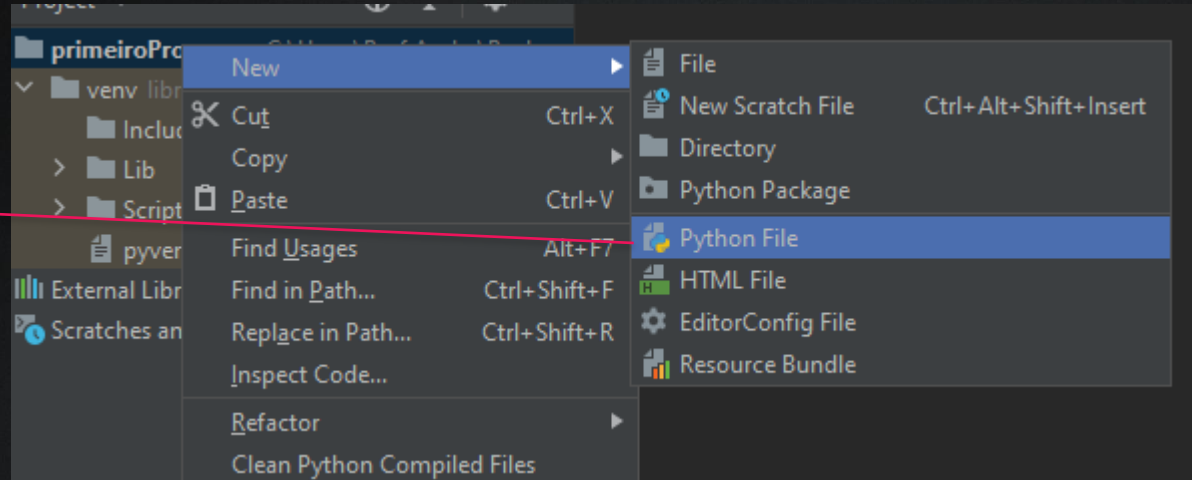 Project
primeiroPro
venv libr
Includ
Lib
Script
pyver
External Libr
Scratches an
New
Cut Ctrl+X
Copy
Paste Ctrl+V
Find Usages Alt+F7
Find in Path... Ctrl+Shift+F
Replace in Path... Ctrl+Shift+R
Inspect Code...
Refactor
Clean Python Compiled Files
File
New Scratch File Ctrl+Alt+Shift+Insert
Directory
Python Package
Python File
HTML File
EditorConfig File
Resource Bundle